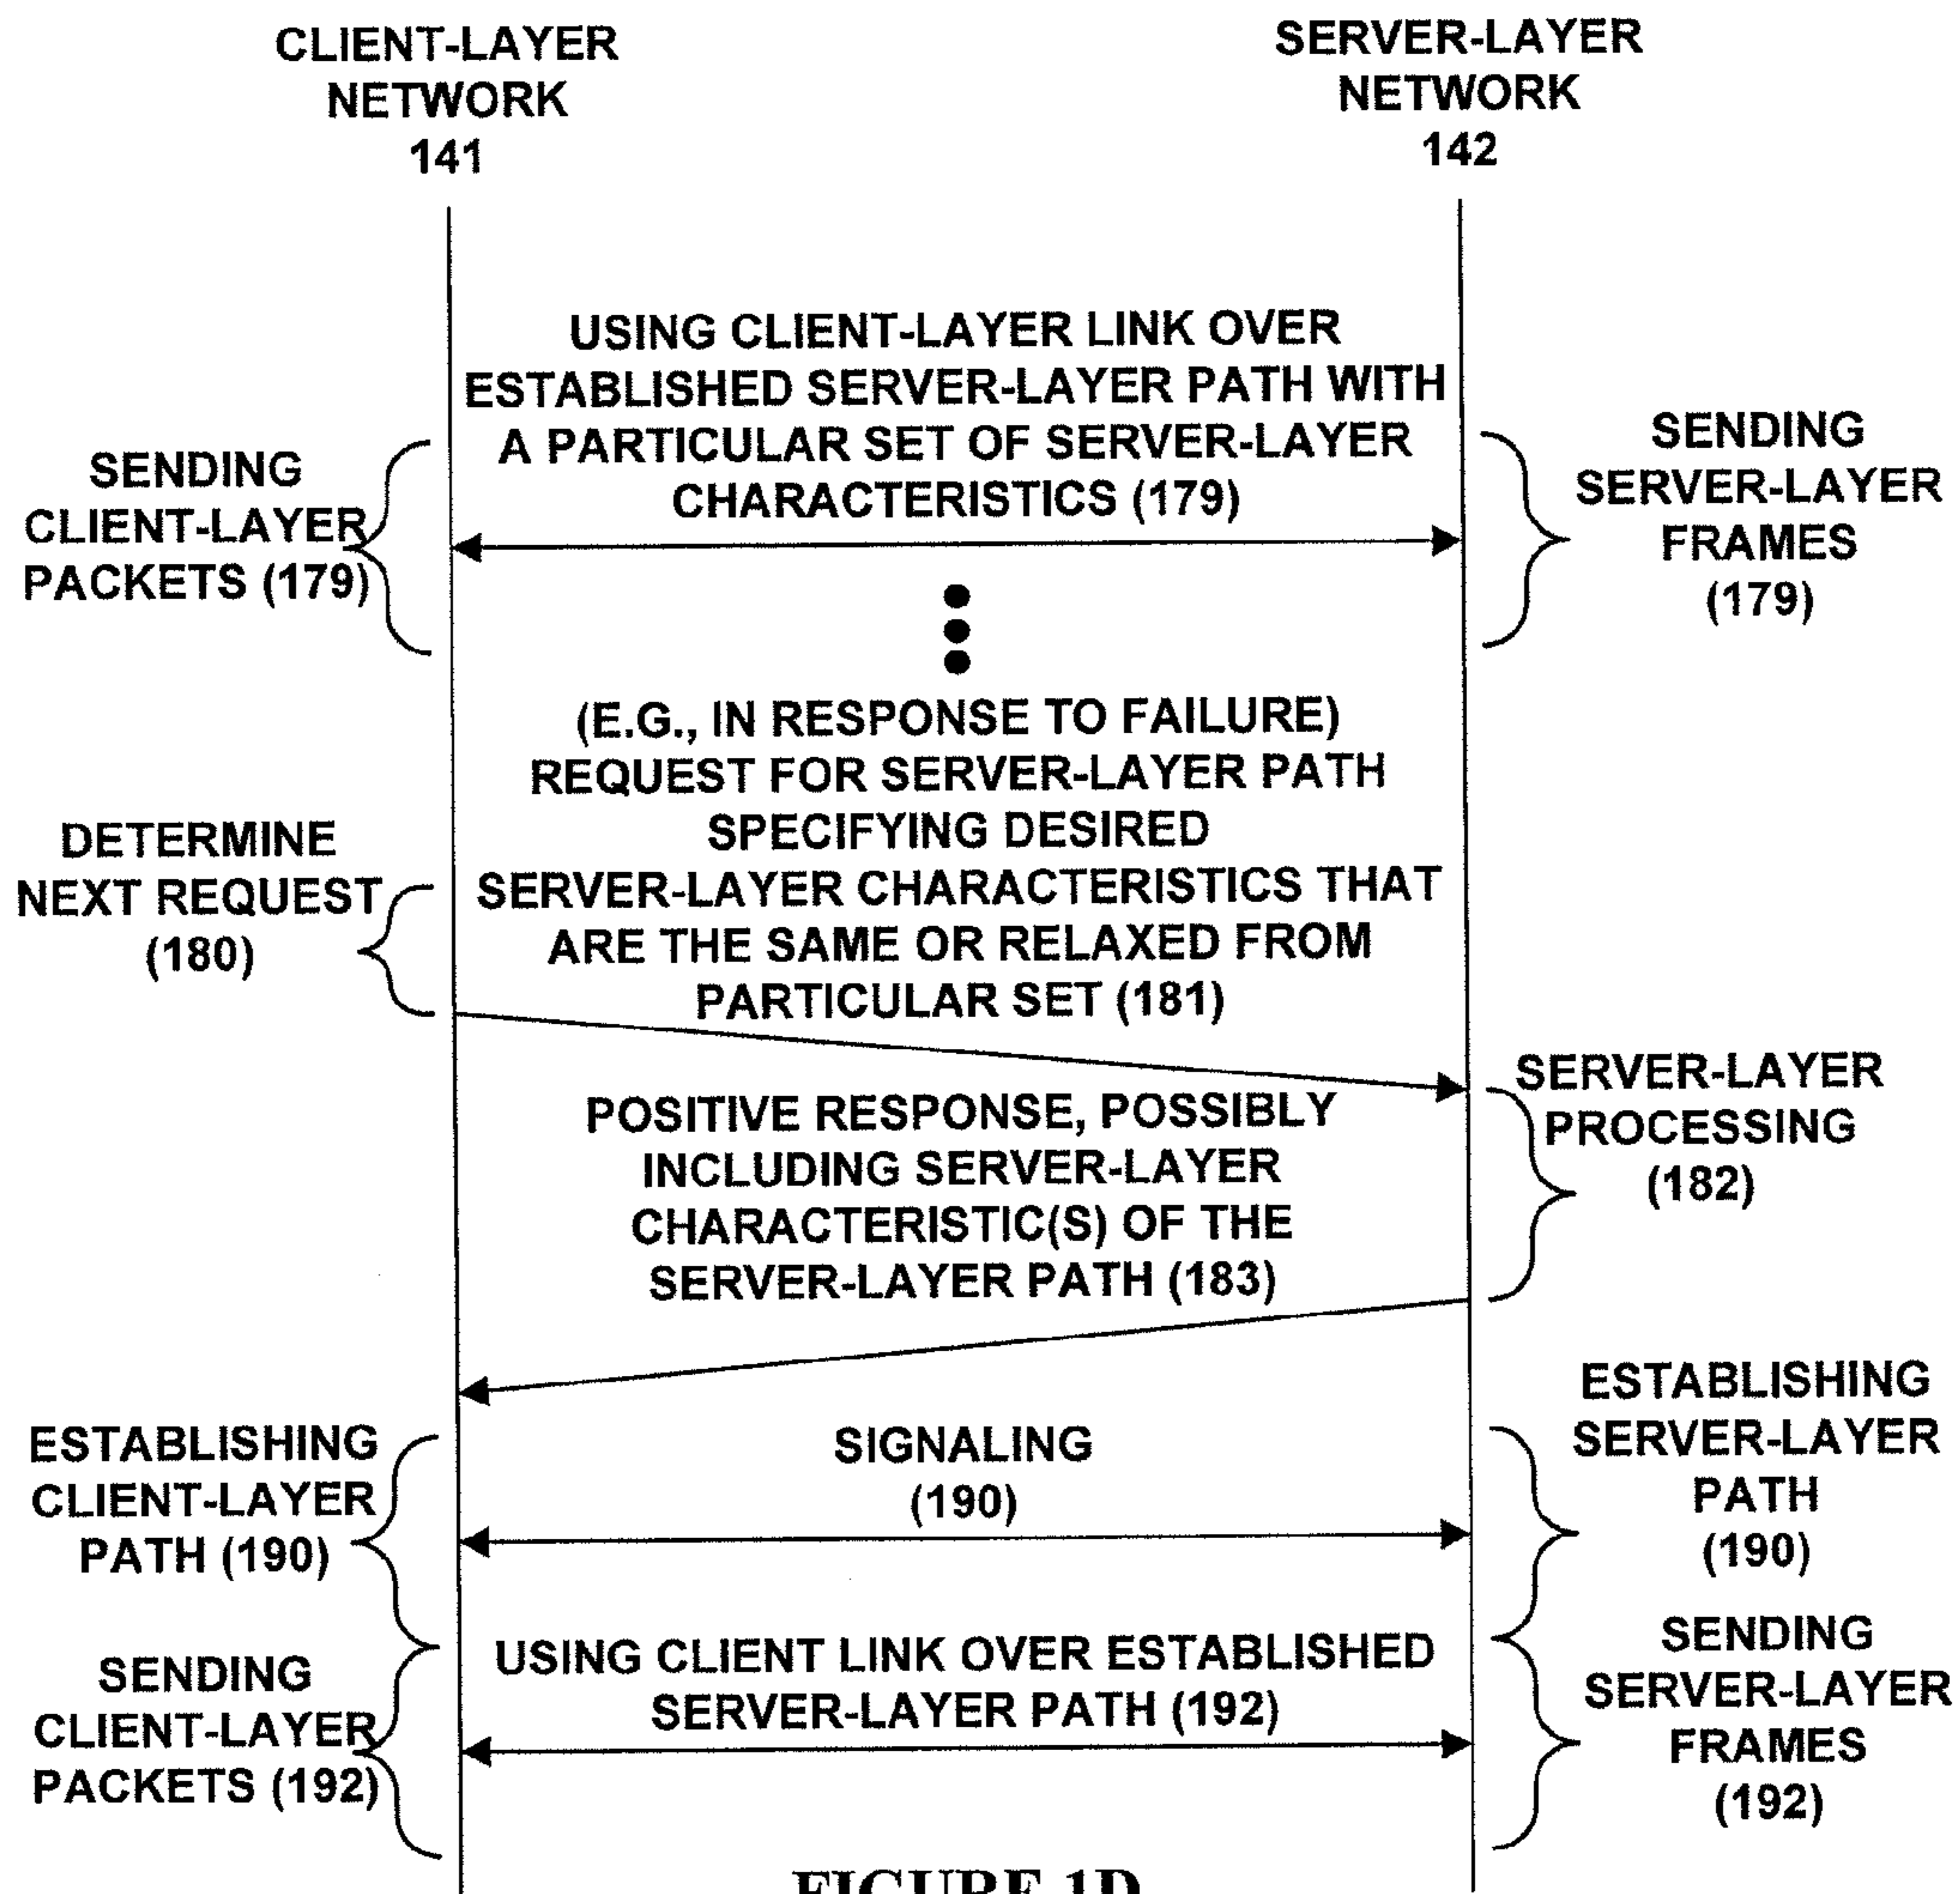 CLIENT-LAYER
NETWORK
141
SERVER-LAYER
NETWORK
142
USING CLIENT-LAYER LINK OVER
ESTABLISHED SERVER-LAYER PATH WITH
A PARTICULAR SET OF SERVER-LAYER
CHARACTERISTICS (179)
SENDING
CLIENT-LAYER
PACKETS (179)
SENDING
SERVER-LAYER
FRAMES
(179)
(E.G., IN RESPONSE TO FAILURE)
REQUEST FOR SERVER-LAYER PATH
SPECIFYING DESIRED
SERVER-LAYER CHARACTERISTICS THAT
ARE THE SAME OR RELAXED FROM
PARTICULAR SET (181)
DETERMINE
NEXT REQUEST
(180)
SERVER-LAYER
PROCESSING
(182)
POSITIVE RESPONSE, POSSIBLY
INCLUDING SERVER-LAYER
CHARACTERISTIC(S) OF THE
SERVER-LAYER PATH (183)
ESTABLISHING
CLIENT-LAYER
PATH (190)
SIGNALING
(190)
ESTABLISHING
SERVER-LAYER
PATH
(190)
SENDING
CLIENT-LAYER
PACKETS (192)
USING CLIENT LINK OVER ESTABLISHED
SERVER-LAYER PATH (192)
SENDING
SERVER-LAYER
FRAMES
(192)
FIGURE 1D